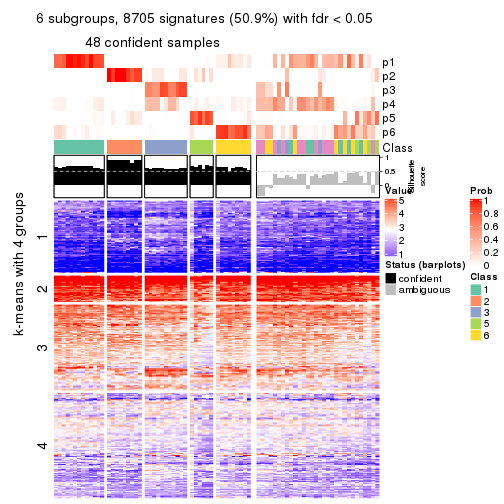 6 subgroups, 8705 signatures (50.9%) with fdr < 0.05
48 confident samples
p1
p2
p3
p4
p5
p6
Class
1
0.5
0
Silhouette
score
k-means with 4 groups
1
2
3
4
Value
5
4
3
2
1
Status (barplots)
confident
ambiguous
Prob
1
0.8
0.6
0.4
0.2
0
Class
1
2
3
5
6